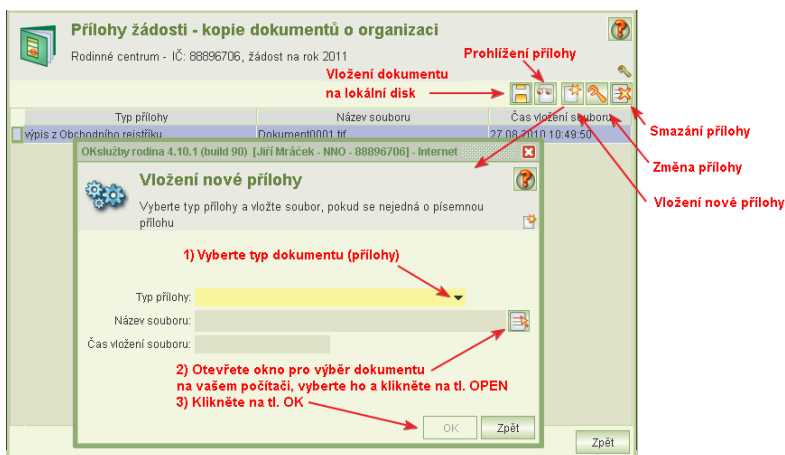 Přílohy žádosti - kopie dokumentů o organizaci
Rodinné centrum - IČ: 88896706, žádost na rok 2011
Prohlížení přílohy
Vložení dokumentu
na lokální disk
Typ přílohy
Název souboru
Čas vložení souboru
výpis z Obchodního rejstříku
Dokument0001.tif
27.08.2010 10:49:50
Smazání přílohy
Změna přílohy
Vložení nové přílohy
OKslužby rodina 4.10.1 (build 90) [Jiří Mráček - NNO - 88896706] - Internet
Vložení nové přílohy
Vyberte typ přílohy a vložte soubor, pokud se nejedná o písemnou
přílohu
1) Vyberte typ dokumentu (přílohy)
Typ přílohy:
Název souboru:
Čas vložení souboru:
2) Otevřete okno pro výběr dokumentu
na vašem počítači, vyberte ho a klikněte na tl. OPEN
3) Klikněte na tl. OK
OK
Zpět
Zpět